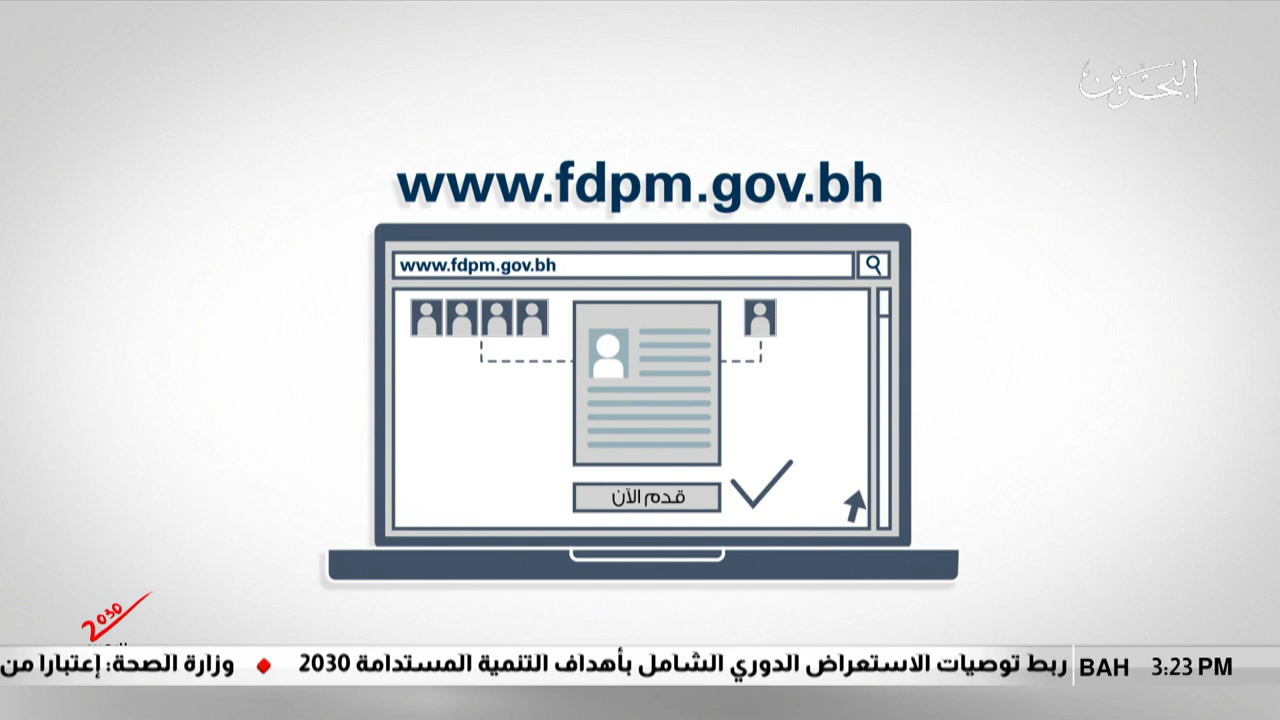 البحرين
www.fdpm.gov.bh
www.fdpm.gov.bh
قدم الآن
2030
ربط توصيات الاستعراض الدوري الشامل بأهداف التنمية المستدامة 2030 ♦ وزارة الصحة: إعتبارا من
BAH 3:23 PM